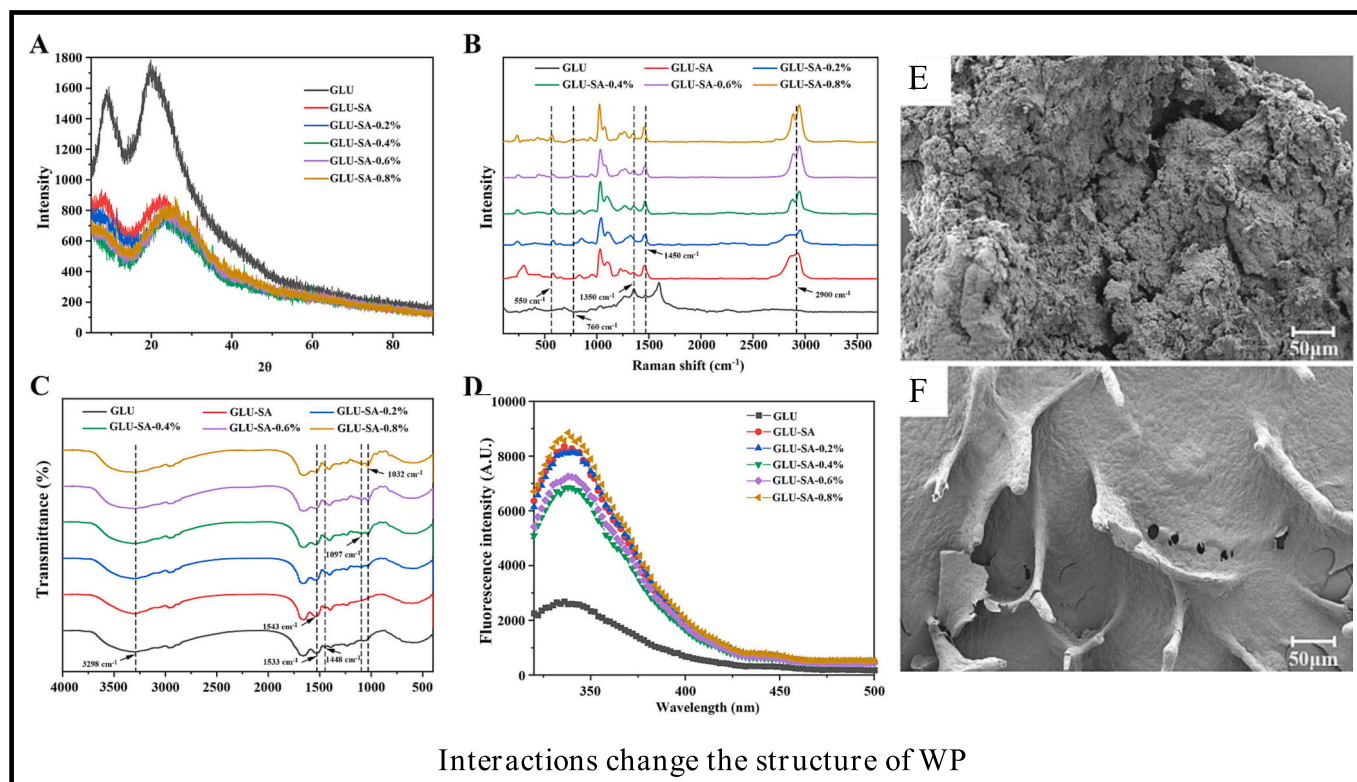 A
1800
1600
1400
1200
1000
800
600
400
200
0
Intensity
20
40
60
80
2θ
GLU
GLU-SA
GLU-SA-0.2%
GLU-SA-0.4%
GLU-SA-0.6%
GLU-SA-0.8%
B
GLU GLU-SA GLU-SA-0.2%
GLU-SA-0.4% GLU-SA-0.6% GLU-SA-0.8%
Intensity
1450 cm-1
550 cm-1 1350 cm-1 2900 cm-1
760 cm-1
500 1000 1500 2000 2500 3000 3500
Raman shift (cm-1)
E
50µm
C
GLU GLU-SA GLU-SA-0.2%
GLU-SA-0.4% GLU-SA-0.6% GLU-SA-0.8%
Transmittance (%)
1032 cm-1
1097 cm-1
1543 cm-1
3298 cm-1 1533 cm-1 1448 cm-1
4000 3500 3000 2500 2000 1500 1000 500
D
10000
8000
6000
4000
2000
0
Fluorescence intensity (A.U.)
GLU
GLU-SA
GLU-SA-0.2%
GLU-SA-0.4%
GLU-SA-0.6%
GLU-SA-0.8%
350 400 450 500
Wavelength (nm)
F
50µm
Interactions change the structure of WP